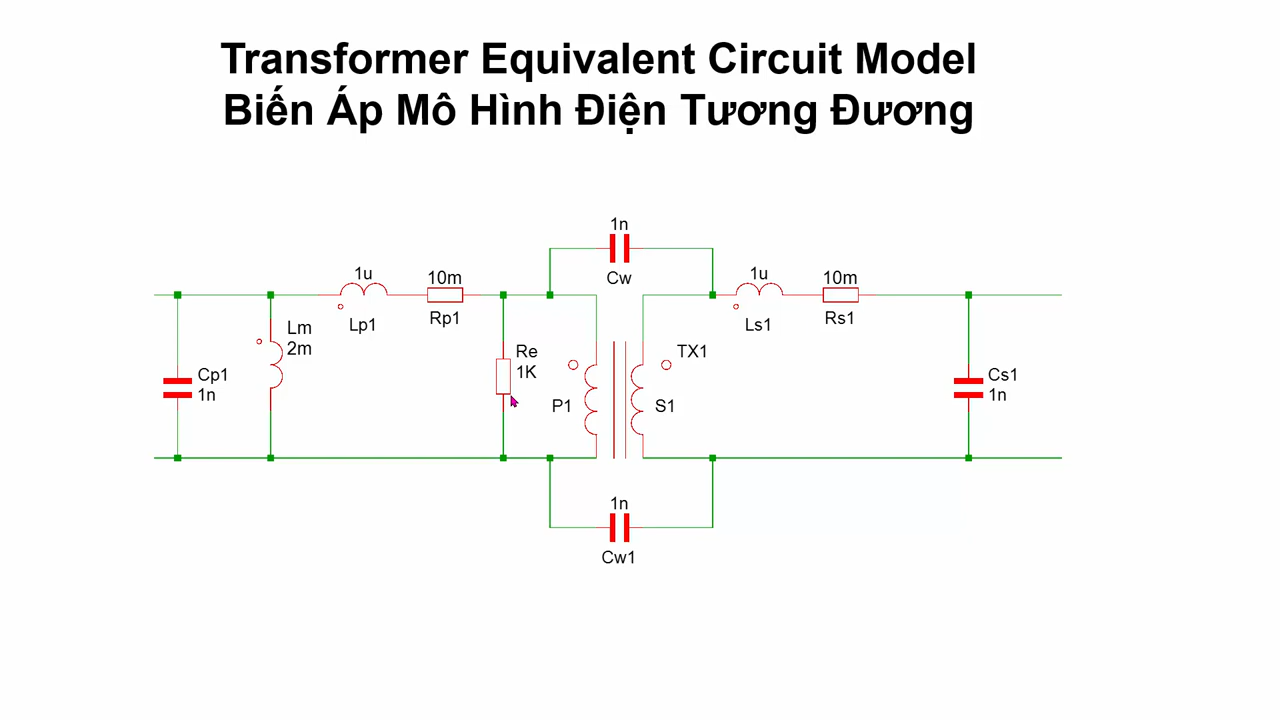 Transformer Equivalent Circuit Model
Biến Áp Mô Hình Điện Tương Đương
1n
Cw
1u
Lp1
10m
Rp1
1u
Ls1
10m
Rs1
Lm
2m
Re
1K
TX1
Cp1
1n
P1
S1
Cs1
1n
1n
Cw1